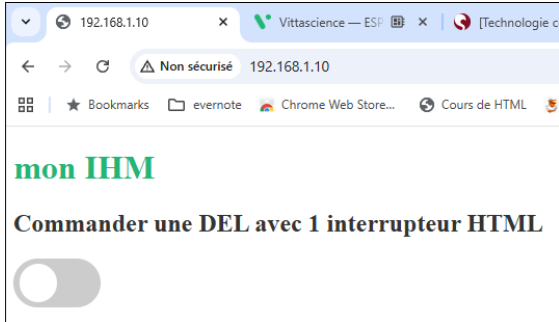 192.168.1.10
Vittascience — ESP
[Technologie c
Non sécurisé 192.168.1.10
Bookmarks evernote Chrome Web Store... Cours de HTML
mon IHM
Commander une DEL avec 1 interrupteur HTML